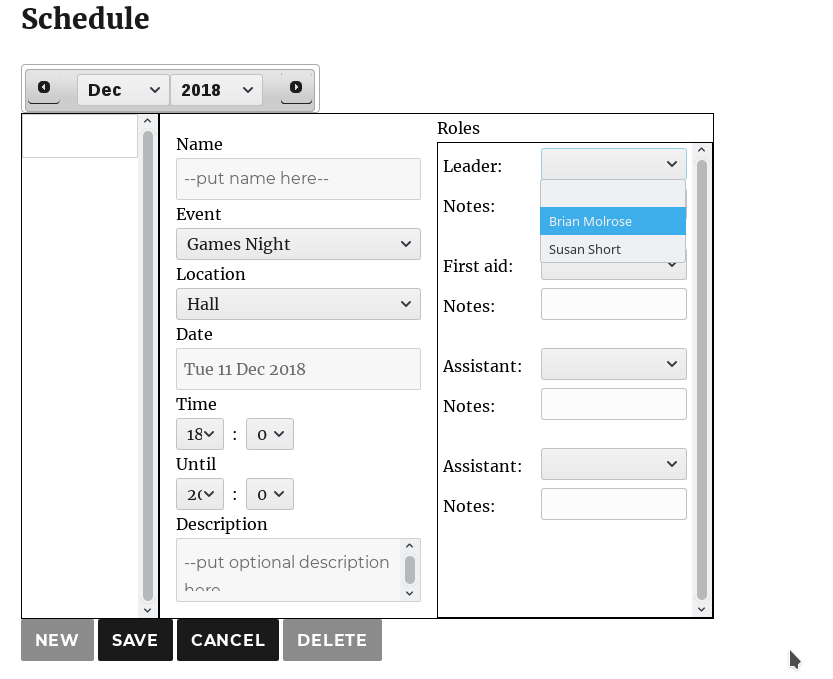 Schedule
Dec 2018
Name
--put name here--
Event
Games Night
Location
Hall
Date
Tue 11 Dec 2018
Time
18 : 0
Until
20 : 0
Description
--put optional description
here
Roles
Leader:
Notes:
Brian Molrose
Susan Short
First aid:
Notes:
Assistant:
Notes:
Assistant:
Notes:
NEW SAVE CANCEL DELETE